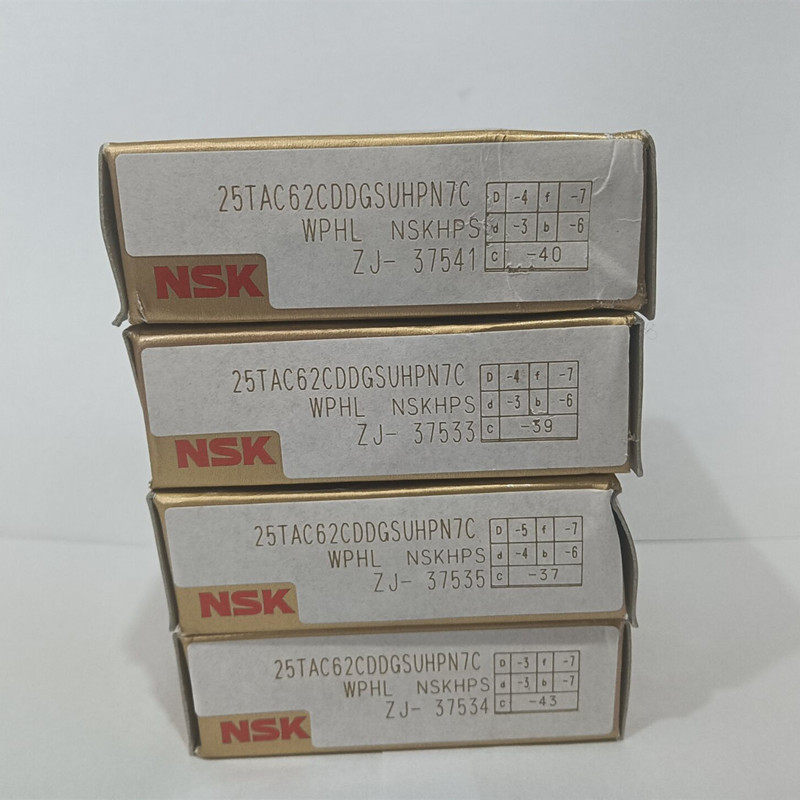 25TAC62CDDGSUHPN7C
D -4 f -7
WPHL NSKHPS
d -3 b -6
ZJ- 37541
C -40
NSK
25TAC62CDDGSUHPN7C
D -4 f -7
WPHL NSKHPS
d -3 b -6
ZJ- 37533
C -39
NSK
25TAC62CDDGSUHPN7C
D -5 f -7
WPHL NSKHPS
d -4 b -6
ZJ- 37535
C -37
NSK
25TAC62CDDGSUHPN7C
D -3 f -7
WPHL NSKHPS
d -3 b -7
ZJ- 37534
C -43
NSK